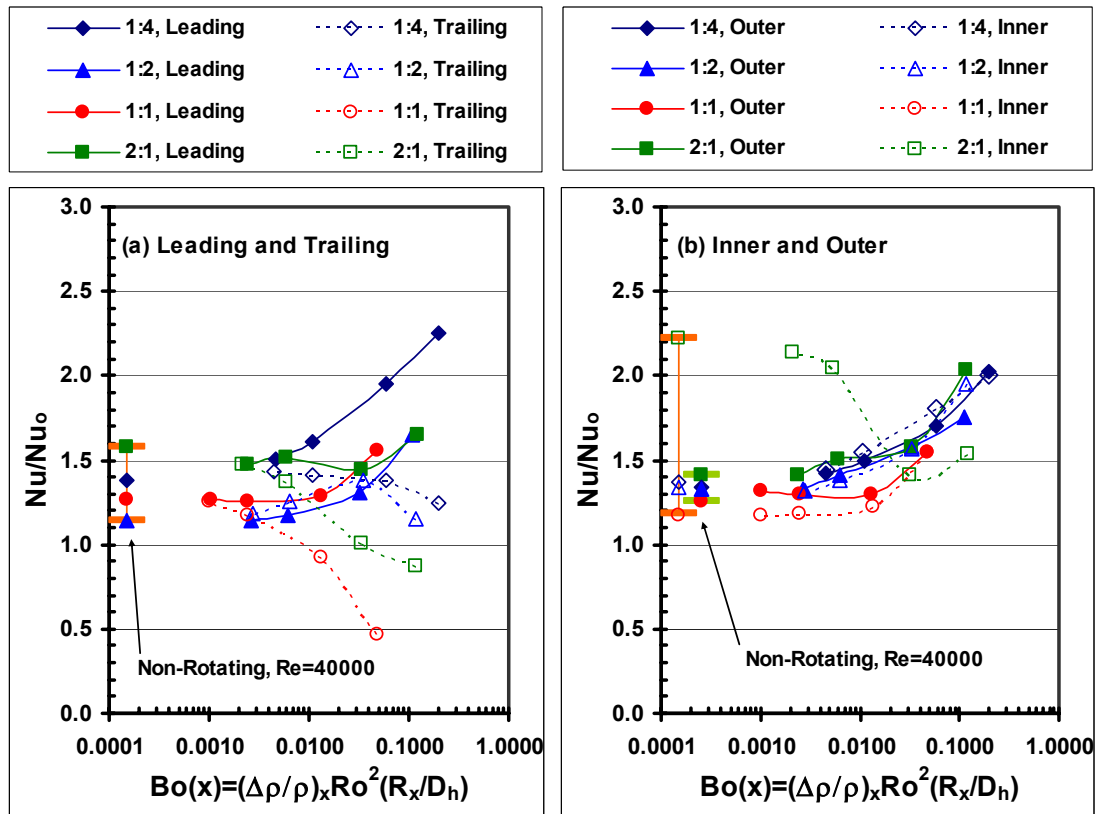 1:4, Leading 1:4, Trailing
1:2, Leading 1:2, Trailing
1:1, Leading 1:1, Trailing
2:1, Leading 2:1, Trailing
1:4, Outer 1:4, Inner
1:2, Outer 1:2, Inner
1:1, Outer 1:1, Inner
2:1, Outer 2:1, Inner
(a) Leading and Trailing
Nu/Nuₒ
3.0
2.5
2.0
1.5
1.0
0.5
0.0
Non-Rotating, Re=40000
0.0001 0.0010 0.0100 0.1000 1.0000
Bo(x)=(Δρ/ρ)ₓRo²(Rₓ/Dₕ)
(b) Inner and Outer
Nu/Nuₒ
3.0
2.5
2.0
1.5
1.0
0.5
0.0
Non-Rotating, Re=40000
0.0001 0.0010 0.0100 0.1000 1.0000
Bo(x)=(Δρ/ρ)ₓRo²(Rₓ/Dₕ)